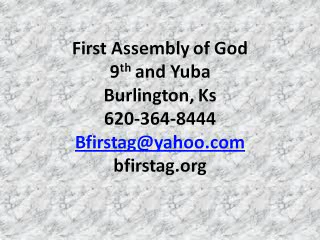 First Assembly of God
9th and Yuba
Burlington, Ks
620-364-8444
Bfirstag@yahoo.com
bfirstag.org